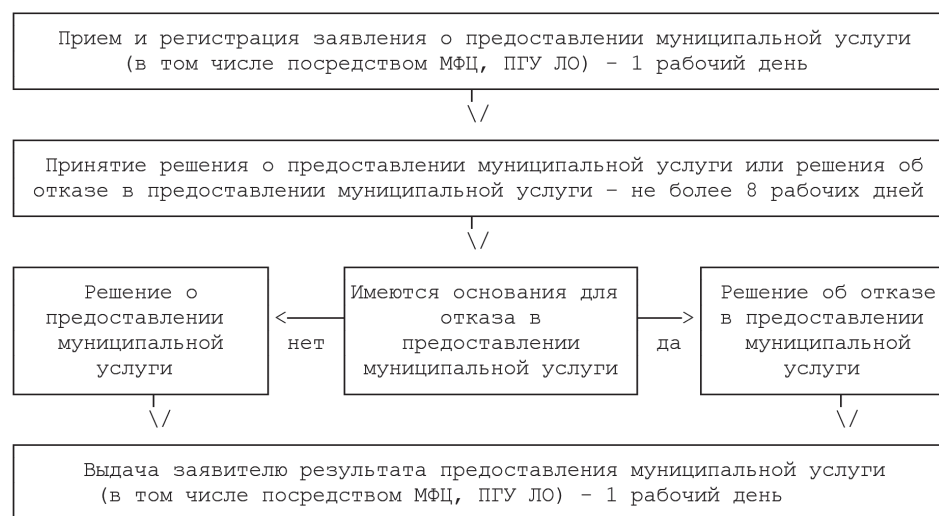 Прием и регистрация заявления о предоставлении муниципальной услуги
(в том числе посредством МФЦ, ПГУ ЛО) - 1 рабочий день
Принятие решения о предоставлении муниципальной услуги или решения об
отказе в предоставлении муниципальной услуги - не более 8 рабочих дней
Решение о
предоставлении
муниципальной
услуги
нет
Имеются основания для
отказа в
предоставлении
муниципальной услуги
да
Решение об отказе
в предоставлении
муниципальной
услуги
Выдача заявителю результата предоставления муниципальной услуги
(в том числе посредством МФЦ, ПГУ ЛО) - 1 рабочий день